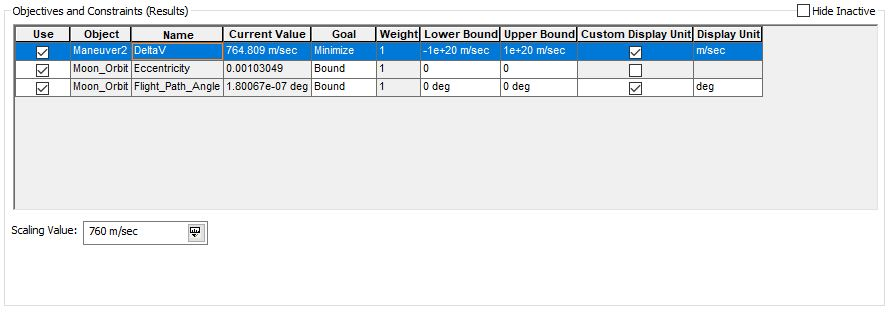 Objectives and Constraints (Results)
Hide Inactive
Use Object Name Current Value Goal Weight Lower Bound Upper Bound Custom Display Unit Display Unit
Maneuver2 DeltaV 764.809 m/sec Minimize 1 -1e+20 m/sec 1e+20 m/sec m/sec
Moon_Orbit Eccentricity 0.00103049 Bound 1 0 0
Moon_Orbit Flight_Path_Angle 1.80067e-07 deg Bound 1 0 deg 0 deg deg
Scaling Value: 760 m/sec